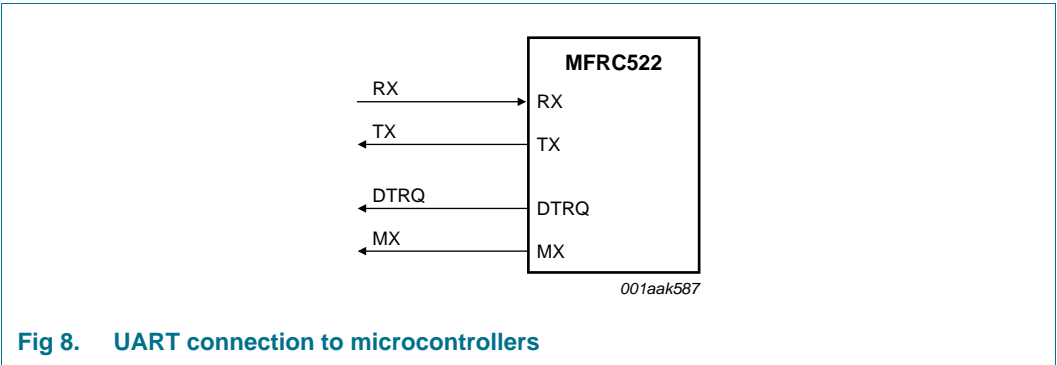 MFRC522
RX
RX
TX
TX
DTRQ
DTRQ
MX
MX
001aak587
Fig 8. UART connection to microcontrollers